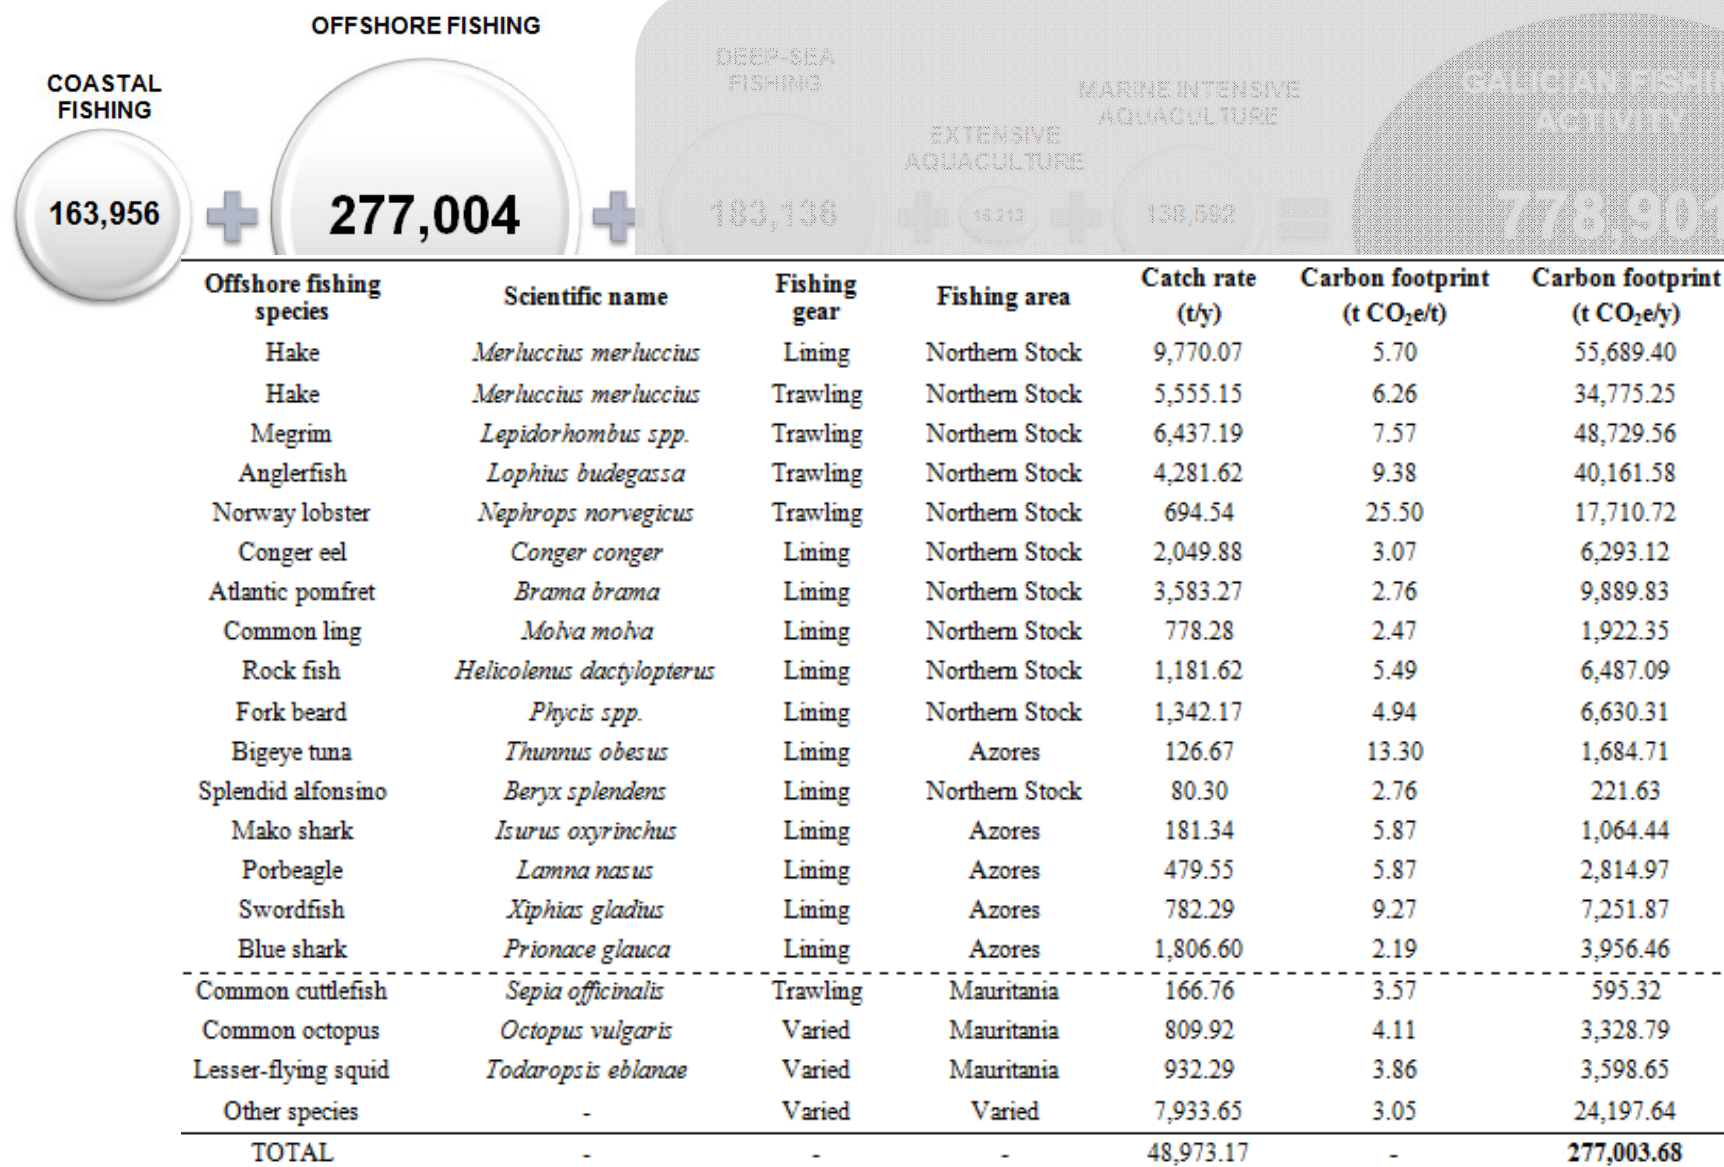 OFFSHORE FISHING
COASTAL
FISHING
DEEP-SEA
FISHING
MARINE INTENSIVE
AQUACULTURE
EXTENSIVE
AQUACULTURE
GALICIAN
ACTIVITY
163,956
277,004
183,136
16,213
138,592
778,901
Offshore fishing species Scientific name Fishing gear Fishing area Catch rate (t/y) Carbon footprint (t CO₂e/t) Carbon footprint (t CO₂e/y)
Hake Merluccius merluccius Lining Northern Stock 9,770.07 5.70 55,689.40
Hake Merluccius merluccius Trawling Northern Stock 5,555.15 6.26 34,775.25
Megrim Lepidorhombus spp. Trawling Northern Stock 6,437.19 7.57 48,729.56
Anglerfish Lophius budegassa Trawling Northern Stock 4,281.62 9.38 40,161.58
Norway lobster Nephrops norvegicus Trawling Northern Stock 694.54 25.50 17,710.72
Conger eel Conger conger Lining Northern Stock 2,049.88 3.07 6,293.12
Atlantic pomfret Brama brama Lining Northern Stock 3,583.27 2.76 9,889.83
Common ling Molva molva Lining Northern Stock 778.28 2.47 1,922.35
Rock fish Helicolenus dactylopterus Lining Northern Stock 1,181.62 5.49 6,487.09
Fork beard Phycis spp. Lining Northern Stock 1,342.17 4.94 6,630.31
Bigeye tuna Thunnus obesus Lining Azores 126.67 13.30 1,684.71
Splendid alfonsino Beryx splendens Lining Northern Stock 80.30 2.76 221.63
Mako shark Isurus oxyrinchus Lining Azores 181.34 5.87 1,064.44
Porbeagle Lamna nasus Lining Azores 479.55 5.87 2,814.97
Swordfish Xiphias gladius Lining Azores 782.29 9.27 7,251.87
Blue shark Prionace glauca Lining Azores 1,806.60 2.19 3,956.46
Common cuttlefish Sepia officinalis Trawling Mauritania 166.76 3.57 595.32
Common octopus Octopus vulgaris Varied Mauritania 809.92 4.11 3,328.79
Lesser-flying squid Todaropsis eblanae Varied Mauritania 932.29 3.86 3,598.65
Other species - Varied Varied 7,933.65 3.05 24,197.64
TOTAL - - - 48,973.17 - 277,003.68